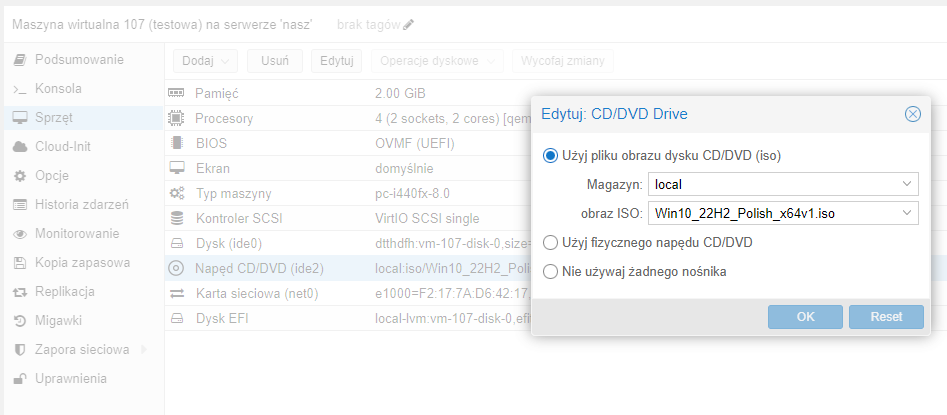 Maszyna wirtualna 107 (testowa) na serwerze 'nasz' brak tagów
Podsumowanie
Konsola
Sprzęt
Cloud-Init
Opcje
Historia zdarzeń
Monitorowanie
Kopia zapasowa
Replikacja
Migawki
Zapora sieciowa
Uprawnienia
Dodaj Usuń Edytuj Operacje dyskowe Wycofaj zmiany
Pamięć 2.00 GiB
Procesory 4 (2 sockets, 2 cores) [qem
BIOS OVMF (UEFI)
Ekran domyślnie
Typ maszyny pc-i440fx-8.0
Kontroler SCSI VirtIO SCSI single
Dysk (ide0) dtthdfh:vm-107-disk-0,size=
Napęd CD/DVD (ide2) local:iso/Win10_22H2_Poli
Karta sieciowa (net0) e1000=F2:17:7A:D6:42:17,
Dysk EFI local-lvm:vm-107-disk-0,efi
Edytuj: CD/DVD Drive
Użyj pliku obrazu dysku CD/DVD (iso)
Magazyn: local
obraz ISO: Win10_22H2_Polish_x64v1.iso
Użyj fizycznego napędu CD/DVD
Nie używaj żadnego nośnika
OK Reset